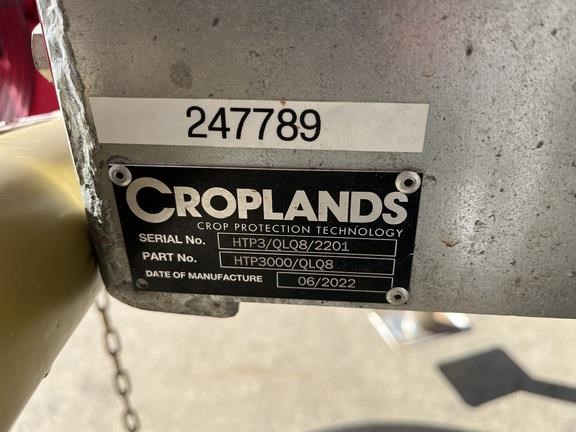 247789
CROPLANDS
CROP PROTECTION TECHNOLOGY
SERIAL No. HTP3/QLQ8/2201
PART No. HTP3000/QLQ8
DATE OF MANUFACTURE 06/2022